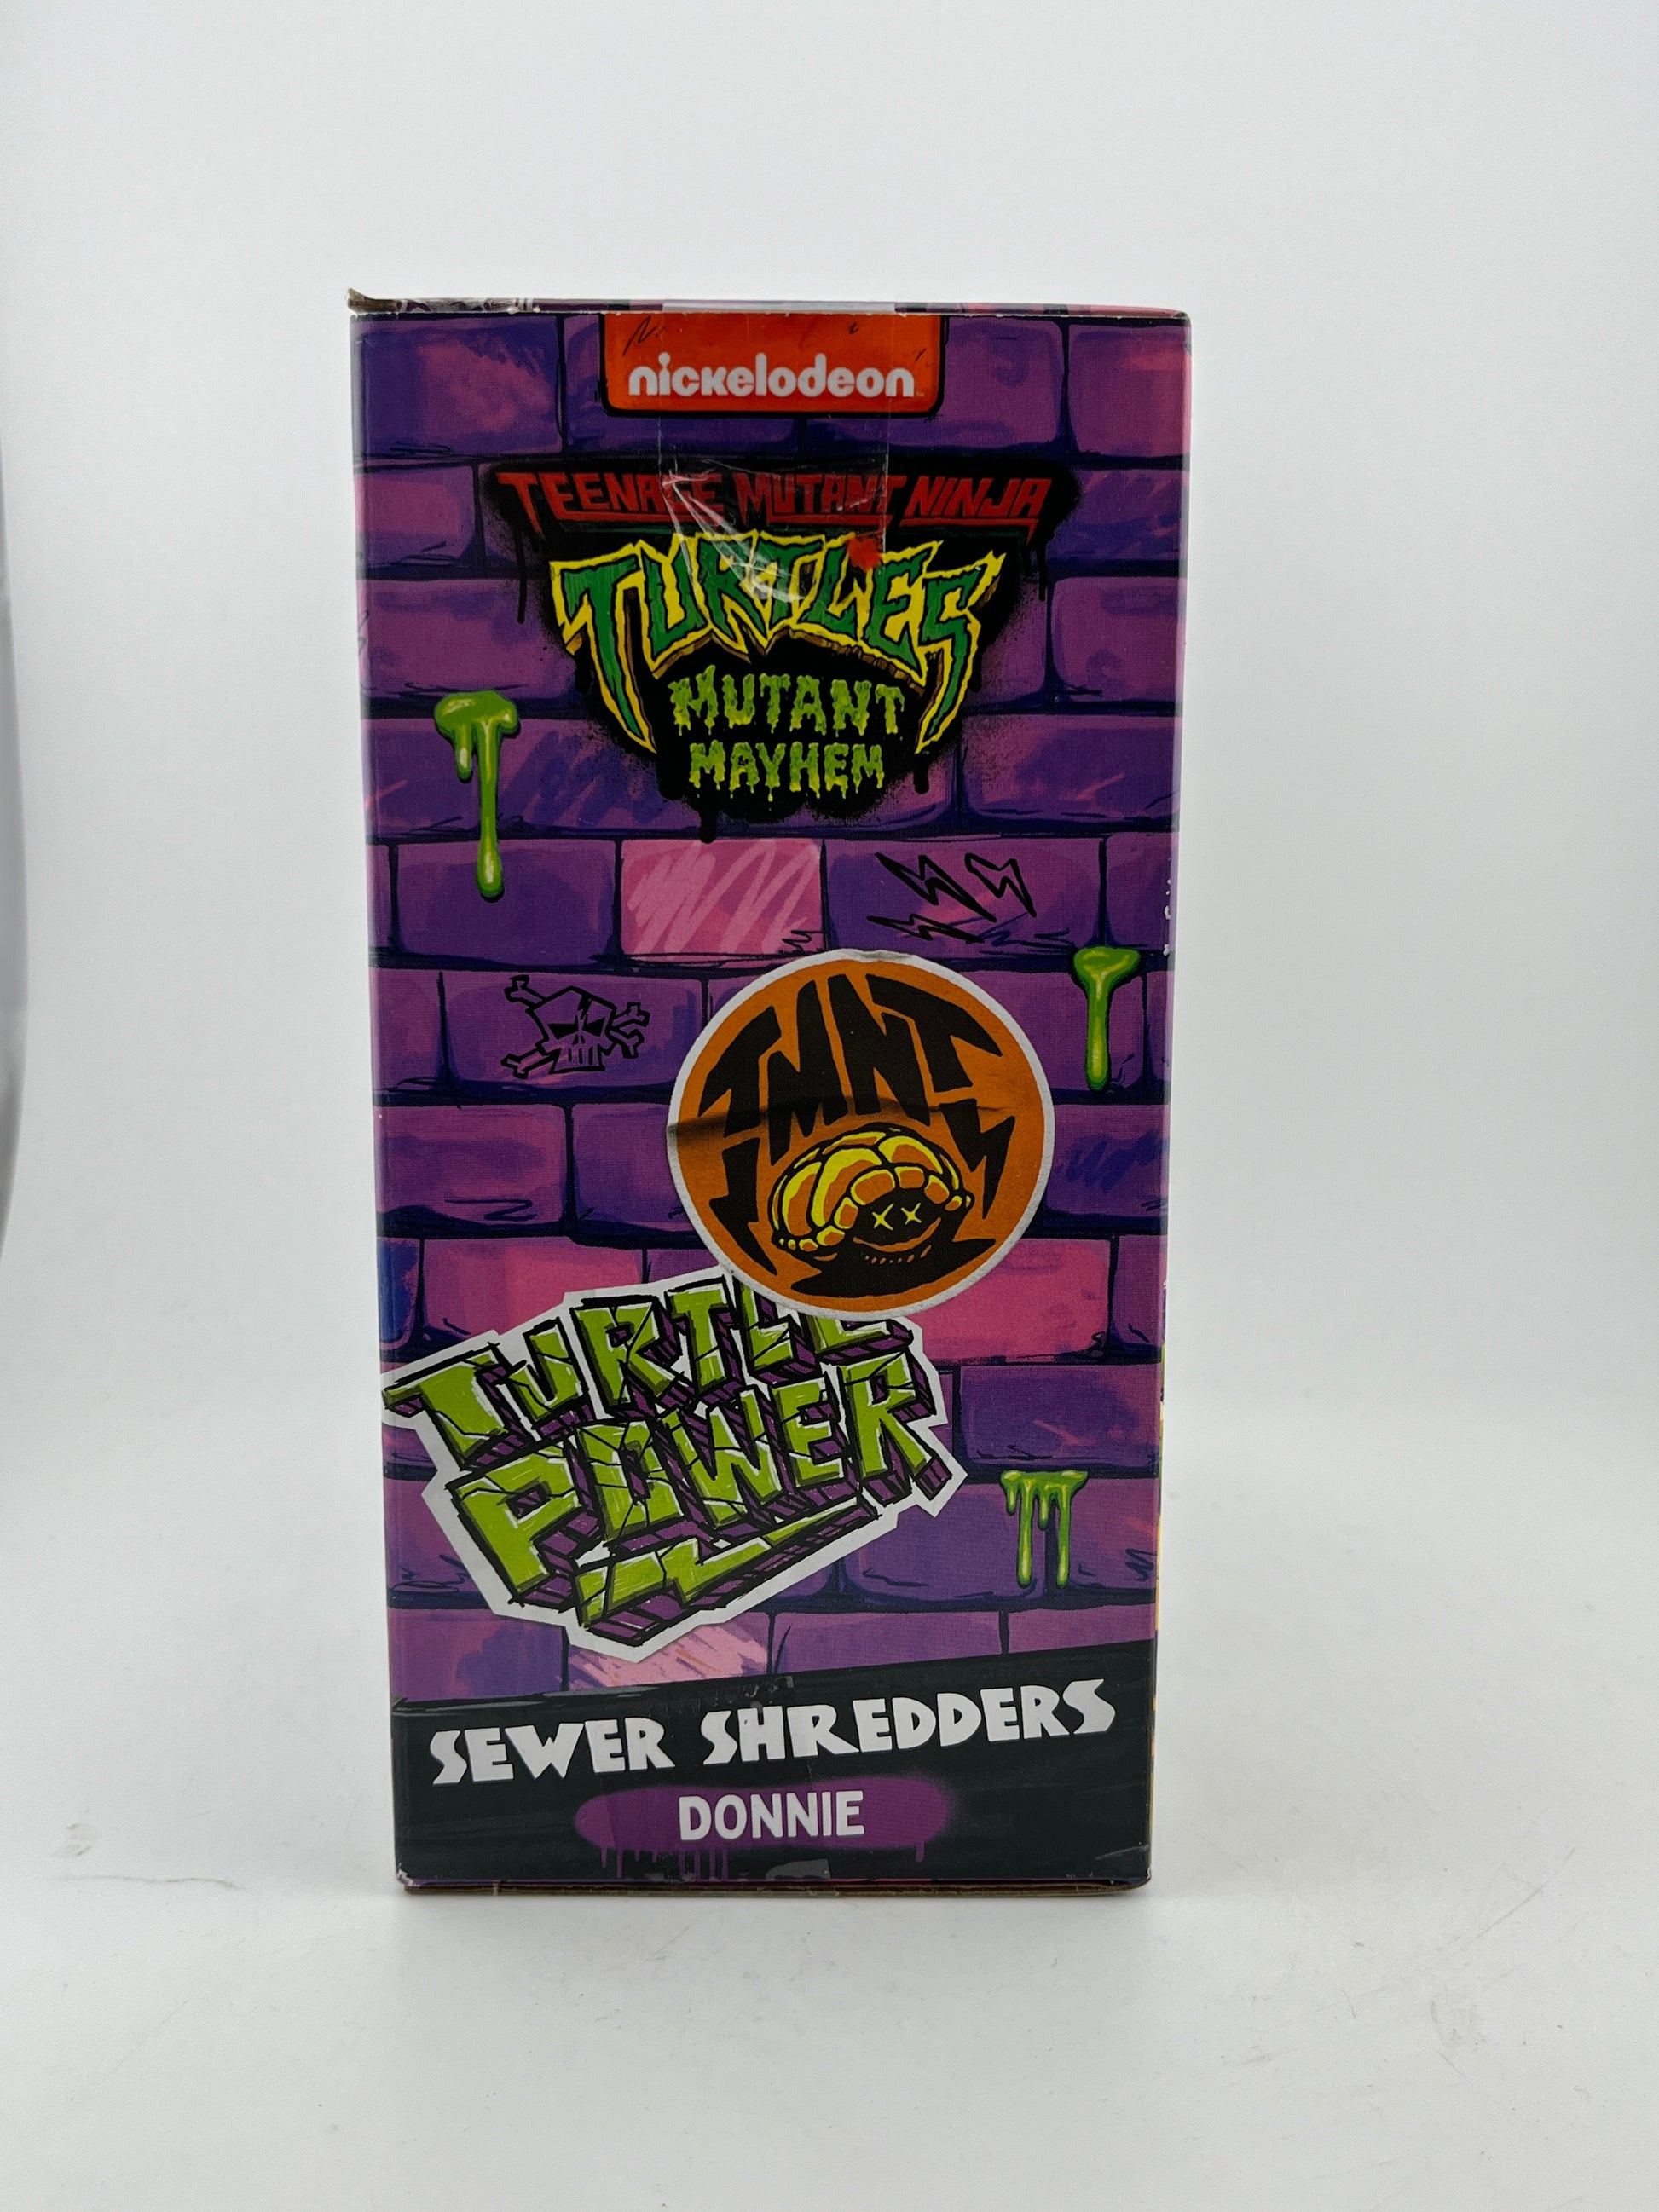 nickelodeon
TEENAGE MUTANT NINJA
TURTLES
MUTANT
MAYHEM
TMNT
TURTLE
POWER
SEWER SHREDDERS
DONNIE